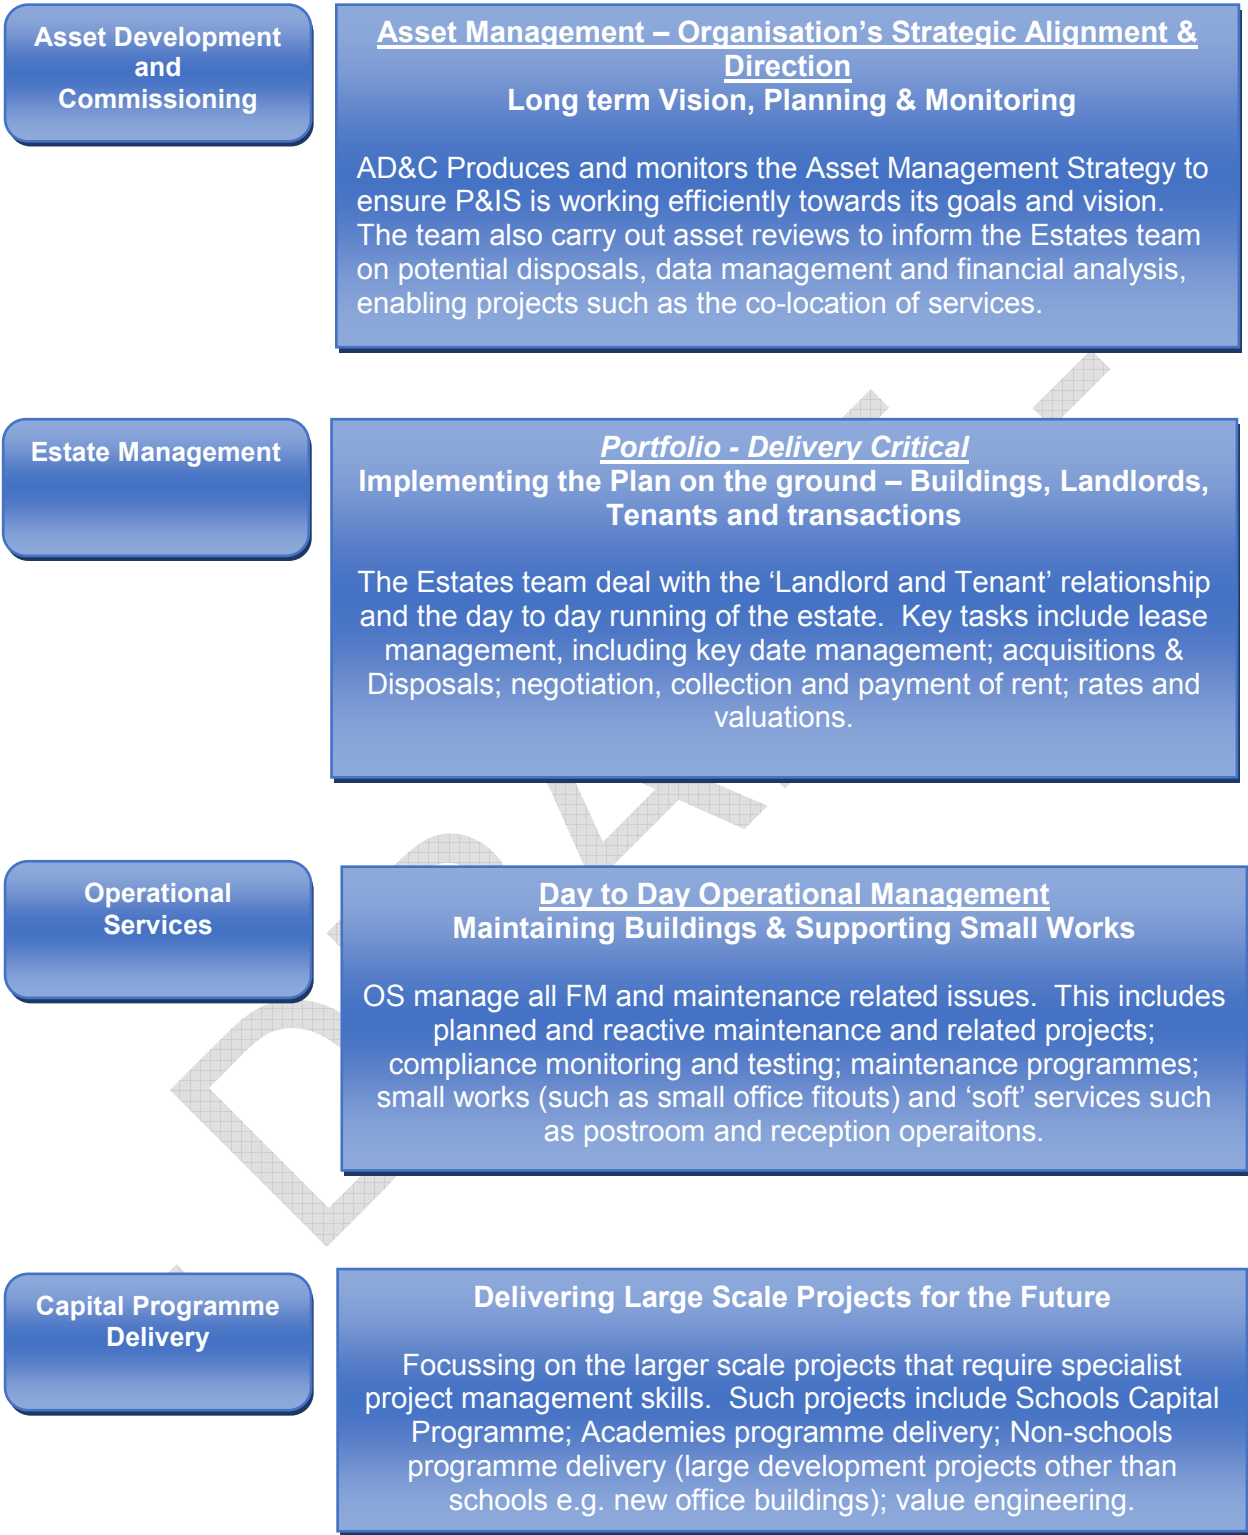 Asset Development
and
Commissioning
Asset Management – Organisation’s Strategic Alignment &
Direction
Long term Vision, Planning & Monitoring
AD&C Produces and monitors the Asset Management Strategy to
ensure P&IS is working efficiently towards its goals and vision.
The team also carry out asset reviews to inform the Estates team
on potential disposals, data management and financial analysis,
enabling projects such as the co-location of services.
Estate Management
Portfolio - Delivery Critical
Implementing the Plan on the ground – Buildings, Landlords,
Tenants and transactions
The Estates team deal with the ‘Landlord and Tenant’ relationship
and the day to day running of the estate.  Key tasks include lease
management, including key date management; acquisitions &
Disposals; negotiation, collection and payment of rent; rates and
valuations.
Operational
Services
Day to Day Operational Management
Maintaining Buildings & Supporting Small Works
OS manage all FM and maintenance related issues.  This includes
planned and reactive maintenance and related projects;
compliance monitoring and testing; maintenance programmes;
small works (such as small office fitouts) and ‘soft’ services such
as postroom and reception operaitons.
Capital Programme
Delivery
Delivering Large Scale Projects for the Future
Focussing on the larger scale projects that require specialist
project management skills.  Such projects include Schools Capital
Programme; Academies programme delivery; Non-schools
programme delivery (large development projects other than
schools e.g. new office buildings); value engineering.